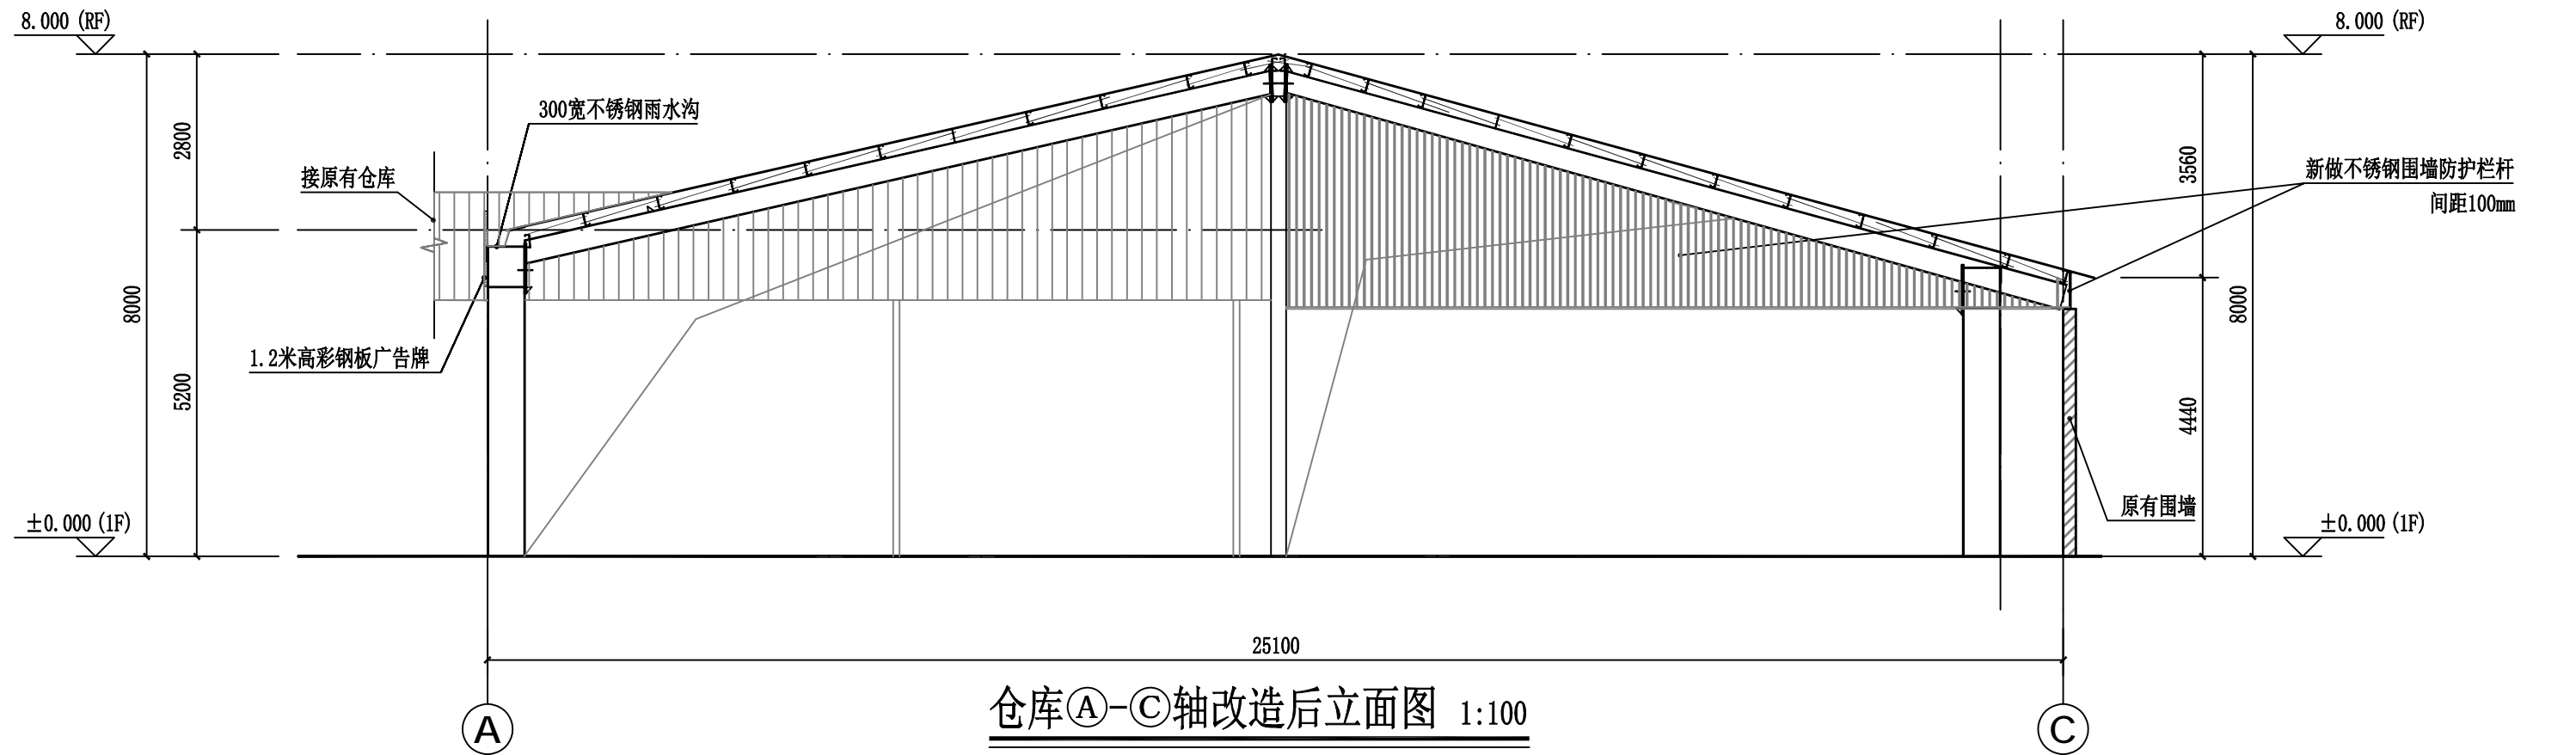 8.000 (RF)
8.000 (RF)
300宽不锈钢雨水沟
2800
接原有仓库
3560
新做不锈钢围墙防护栏杆
间距100mm
8000
8000
1.2米高彩钢板广告牌
5200
4440
原有围墙
±0.000 (1F)
±0.000 (1F)
25100
仓库Ⓐ-Ⓒ轴改造后立面图 1:100
A
C